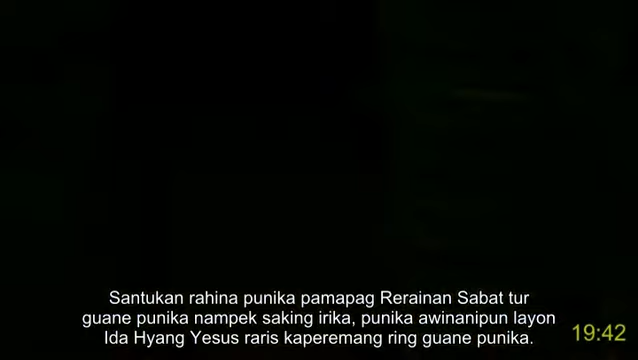 Santukan rahina punika pamapag Rerainan Sabat tur
guane punika nampek saking irika, punika awinanipun layon
Ida Hyang Yesus raris kaperemang ring guane punika.
19:42